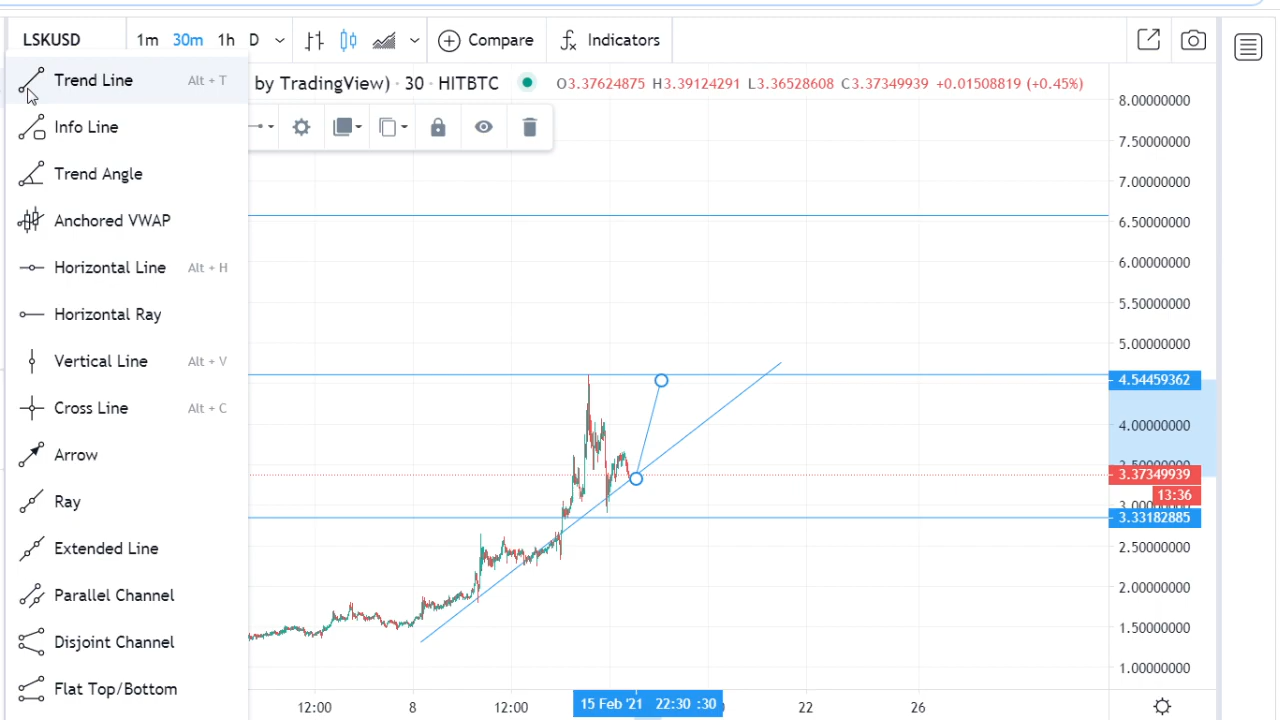 LSKUSD 1m 30m 1h D Compare Indicators
by TradingView) · 30 · HITBTC O3.37624875 H3.39124291 L3.36528608 C3.37349939 +0.01508819 (+0.45%)
Trend Line Alt + T
Info Line
Trend Angle
Anchored VWAP
Horizontal Line Alt + H
Horizontal Ray
Vertical Line Alt + V
Cross Line Alt + C
Arrow
Ray
Extended Line
Parallel Channel
Disjoint Channel
Flat Top/Bottom
8.00000000
7.50000000
7.00000000
6.50000000
6.00000000
5.50000000
5.00000000
4.54459362
4.00000000
3.37349939
13:36
3.33182885
2.50000000
2.00000000
1.50000000
1.00000000
12:00 8 12:00 15 Feb '21 22:30 :30 22 26